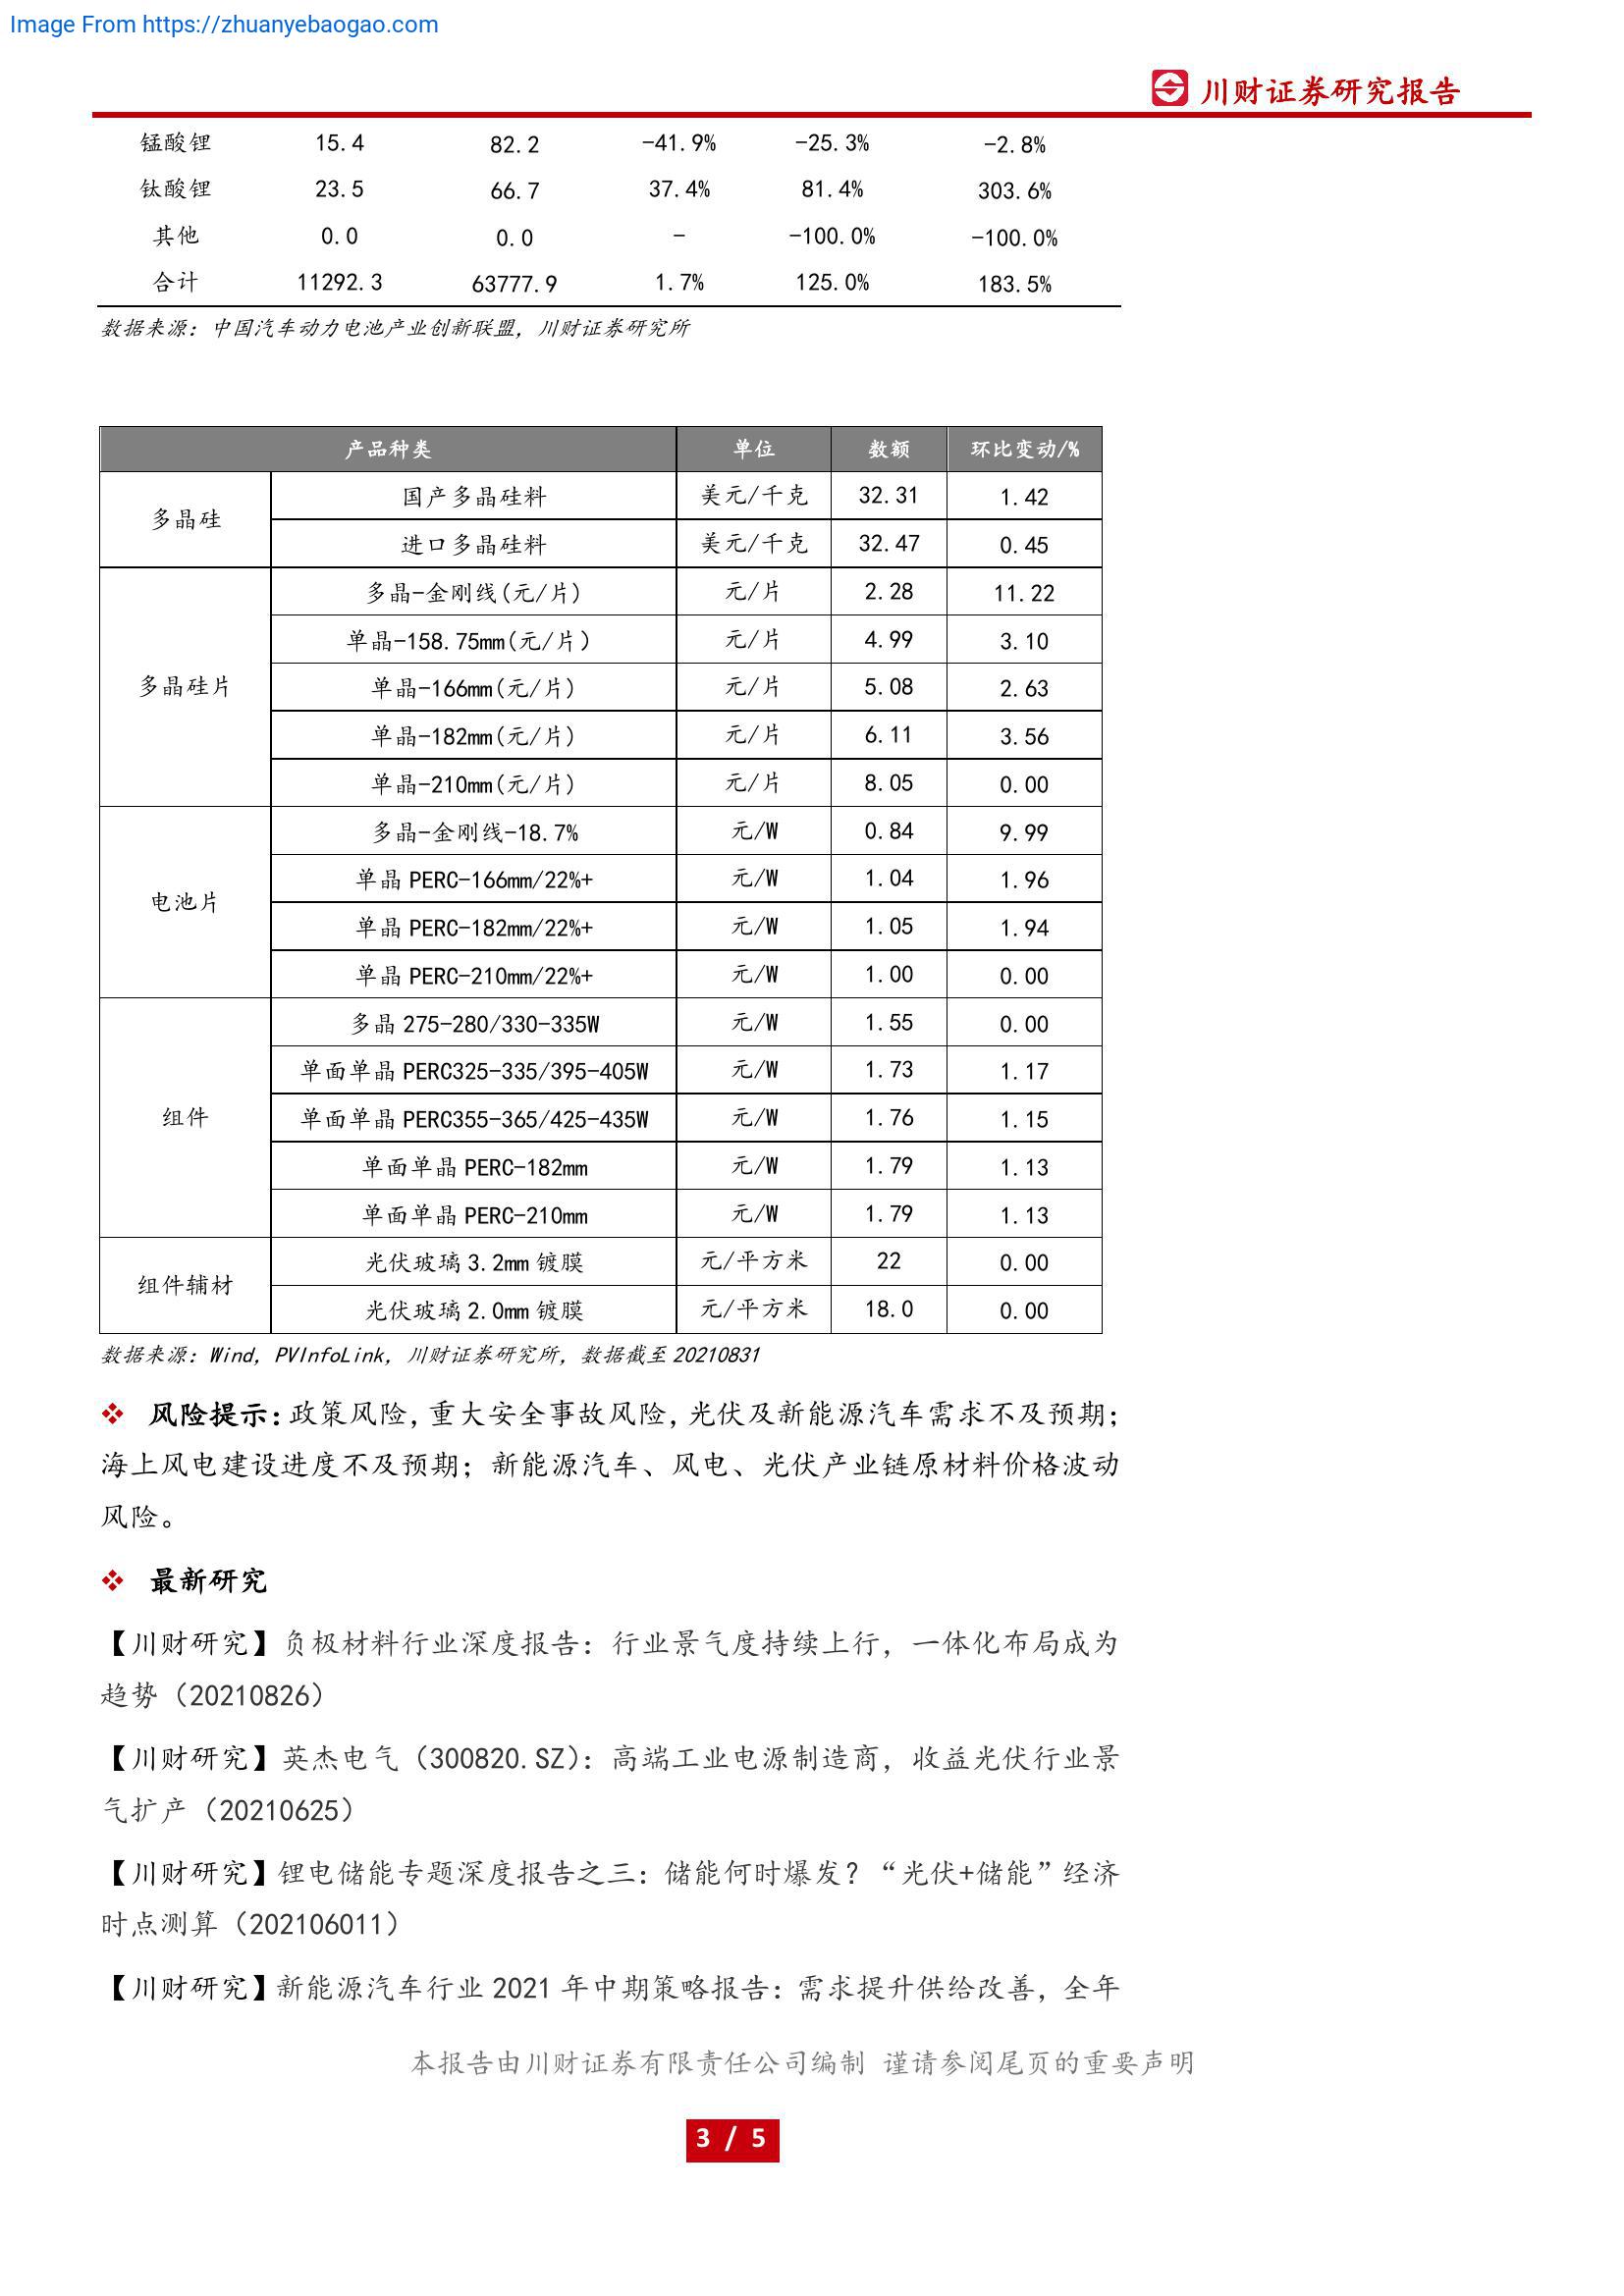 Image From https://zhuanyebaogao.com
川财证券研究报告
锰酸锂 15.4 82.2 -41.9% -25.3% -2.8%
钛酸锂 23.5 66.7 37.4% 81.4% 303.6%
其他 0.0 0.0 - -100.0% -100.0%
合计 11292.3 63777.9 1.7% 125.0% 183.5%
数据来源：中国汽车动力电池产业创新联盟，川财证券研究所
产品种类 单位 数额 环比变动/%
多晶硅 国产多晶硅料 美元/千克 32.31 1.42
进口多晶硅料 美元/千克 32.47 0.45
多晶硅片 多晶-金刚线(元/片) 元/片 2.28 11.22
单晶-158.75mm(元/片) 元/片 4.99 3.10
单晶-166mm(元/片) 元/片 5.08 2.63
单晶-182mm(元/片) 元/片 6.11 3.56
单晶-210mm(元/片) 元/片 8.05 0.00
电池片 多晶-金刚线-18.7% 元/W 0.84 9.99
单晶 PERC-166mm/22%+ 元/W 1.04 1.96
单晶 PERC-182mm/22%+ 元/W 1.05 1.94
单晶 PERC-210mm/22%+ 元/W 1.00 0.00
组件 多晶 275-280/330-335W 元/W 1.55 0.00
单面单晶 PERC325-335/395-405W 元/W 1.73 1.17
单面单晶 PERC355-365/425-435W 元/W 1.76 1.15
单面单晶 PERC-182mm 元/W 1.79 1.13
单面单晶 PERC-210mm 元/W 1.79 1.13
组件辅材 光伏玻璃 3.2mm 镀膜 元/平方米 22 0.00
光伏玻璃 2.0mm 镀膜 元/平方米 18.0 0.00
数据来源：Wind，PVInfoLink，川财证券研究所，数据截至 20210831
❖ 风险提示：政策风险，重大安全事故风险，光伏及新能源汽车需求不及预期；
海上风电建设进度不及预期；新能源汽车、风电、光伏产业链原材料价格波动
风险。
❖ 最新研究
【川财研究】负极材料行业深度报告：行业景气度持续上行，一体化布局成为
趋势（20210826）
【川财研究】英杰电气（300820.SZ）：高端工业电源制造商，收益光伏行业景
气扩产（20210625）
【川财研究】锂电储能专题深度报告之三：储能何时爆发？“光伏+储能”经济
时点测算（202106011）
【川财研究】新能源汽车行业 2021 年中期策略报告：需求提升供给改善，全年
本报告由川财证券有限责任公司编制 谨请参阅尾页的重要声明
3 / 5